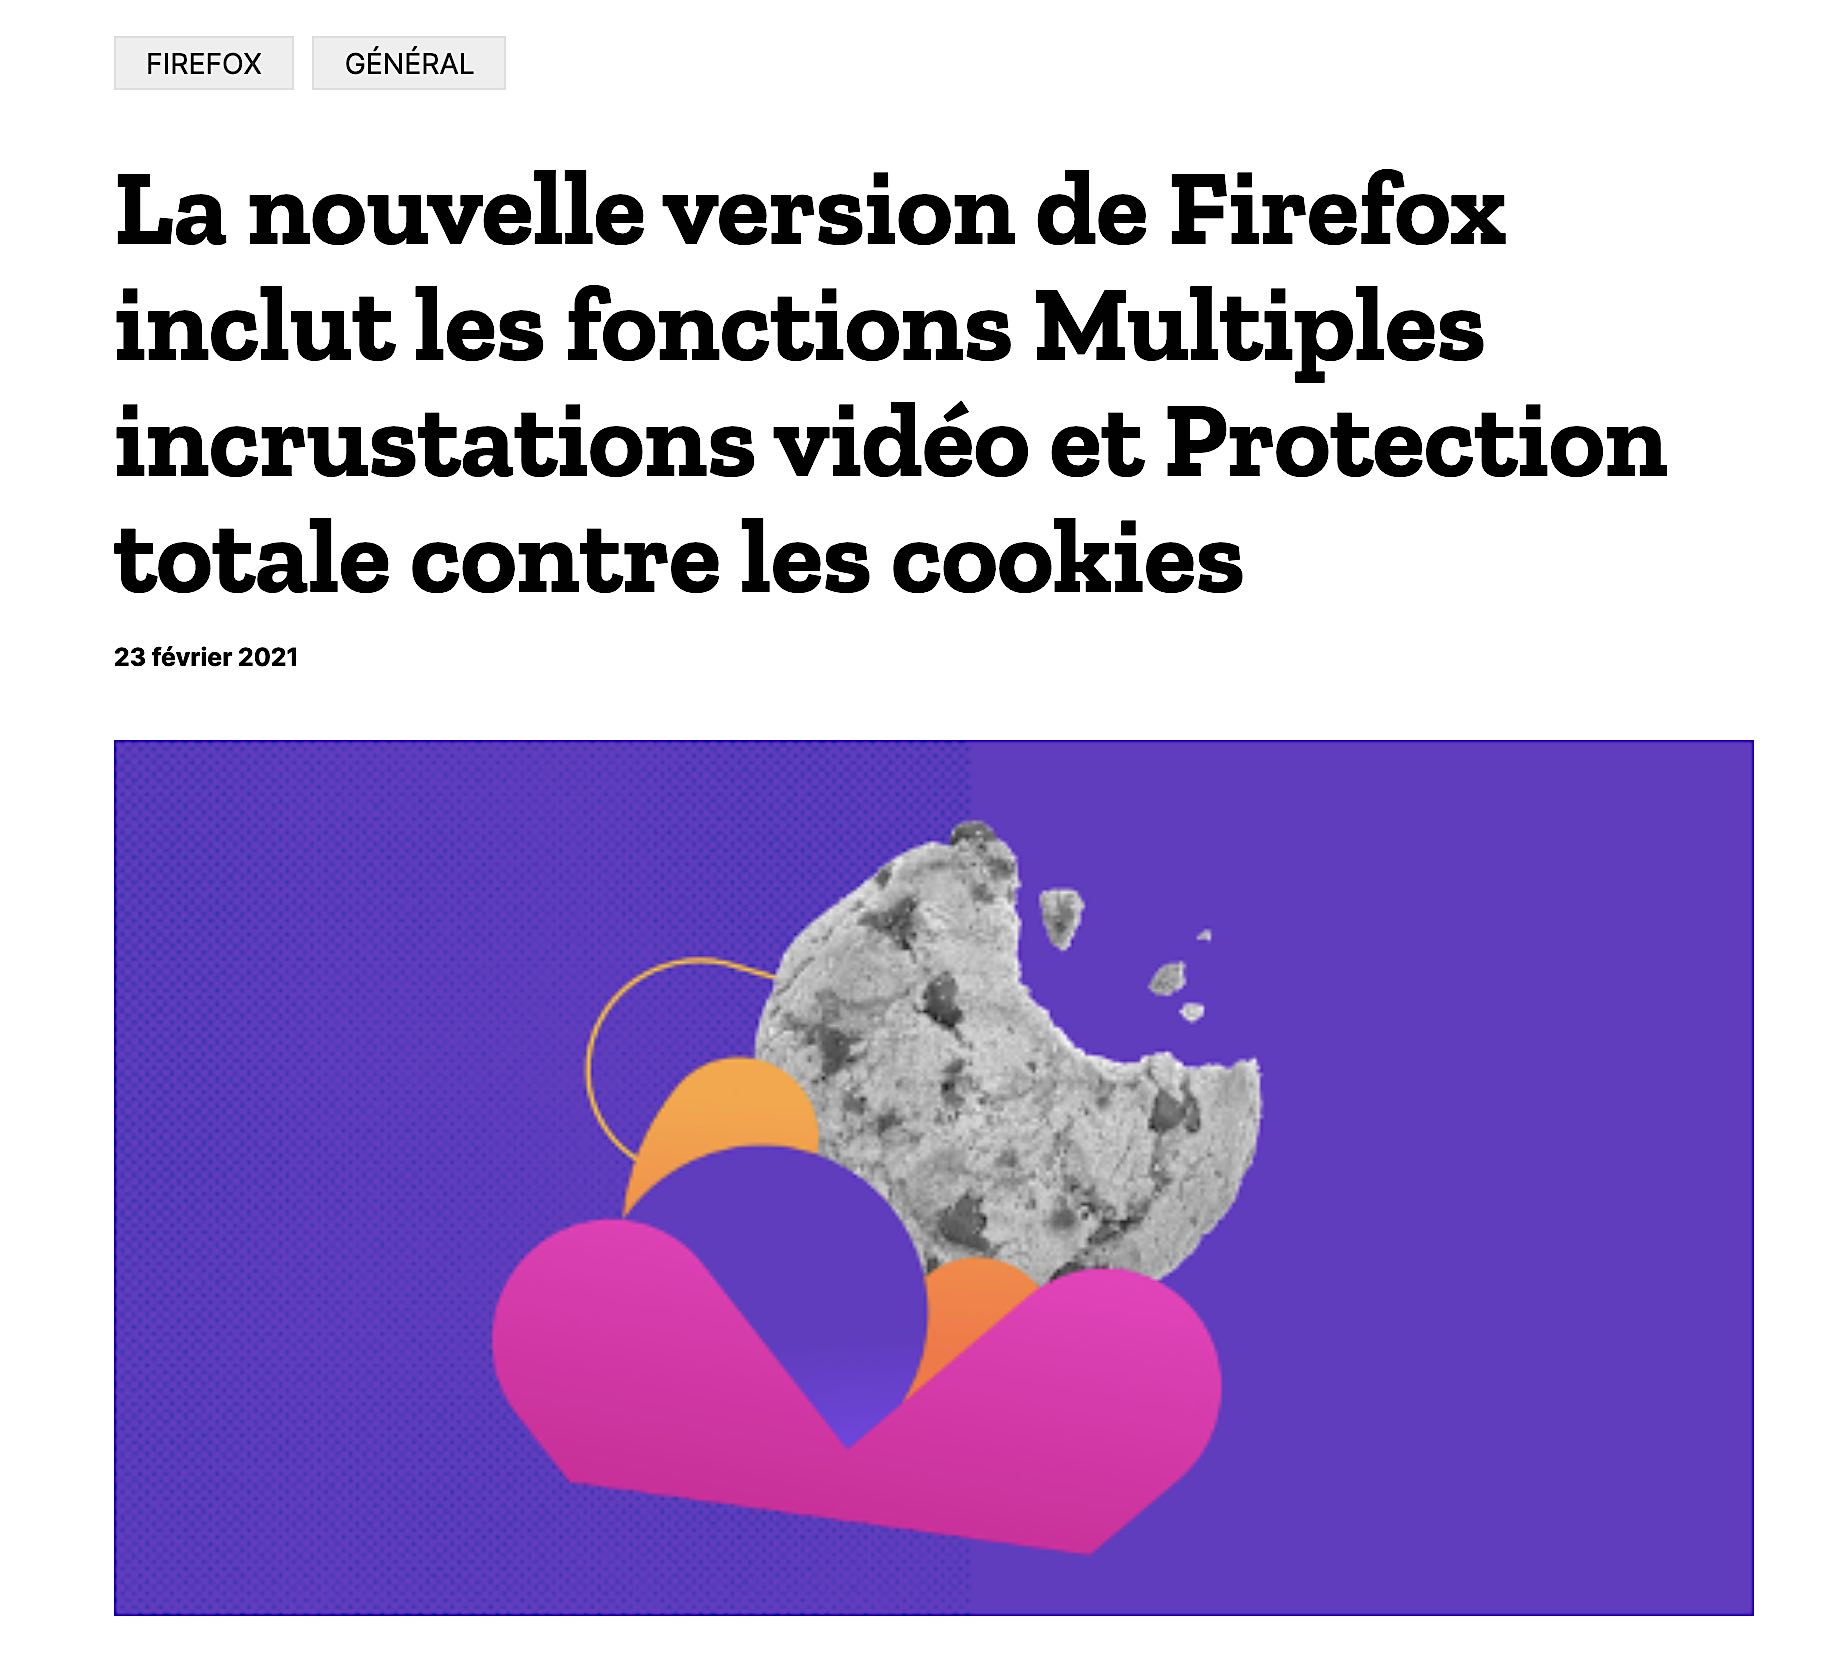 FIREFOX
GÉNÉRAL
La nouvelle version de Firefox
inclut les fonctions Multiples
incrustations vidéo et Protection
totale contre les cookies
23 février 2021